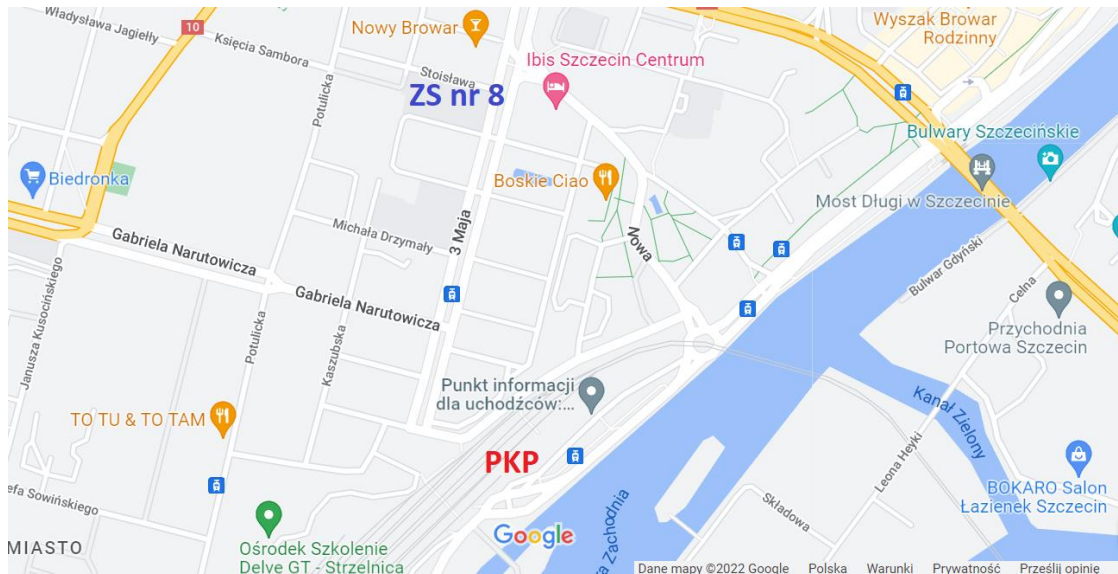 Władysława Jagiełły
10
Księcia Sambora
Nowy Browar
Stoisława
ZS nr 8
Ibis Szczecin Centrum
Wyszak Browar
Rodzinny
Potulicka
Bulwary Szczecińskie
Biedronka
Boskie Ciao
Most Długi w Szczecinie
Michała Drzymały
3 Maja
Nowa
Gabriela Narutowicza
Gabriela Narutowicza
Bulwar Gdyński
Celna
Janusza Kusocińskiego
Potulicka
Kaszubska
Przychodnia
Portowa Szczecin
Punkt informacji
dla uchodźców:...
Kanał Zielony
TO TU & TO TAM
PKP
Leona Heyki
efa Sowińskiego
BOKARO Salon
Łazienek Szczecin
Składowa
Google
ra Zachodnia
MIASTO
Ośrodek Szkolenie
Delve GT - Strzelnica
Dane mapy ©2022 Google Polska Warunki Prywatność Prześlij opinię